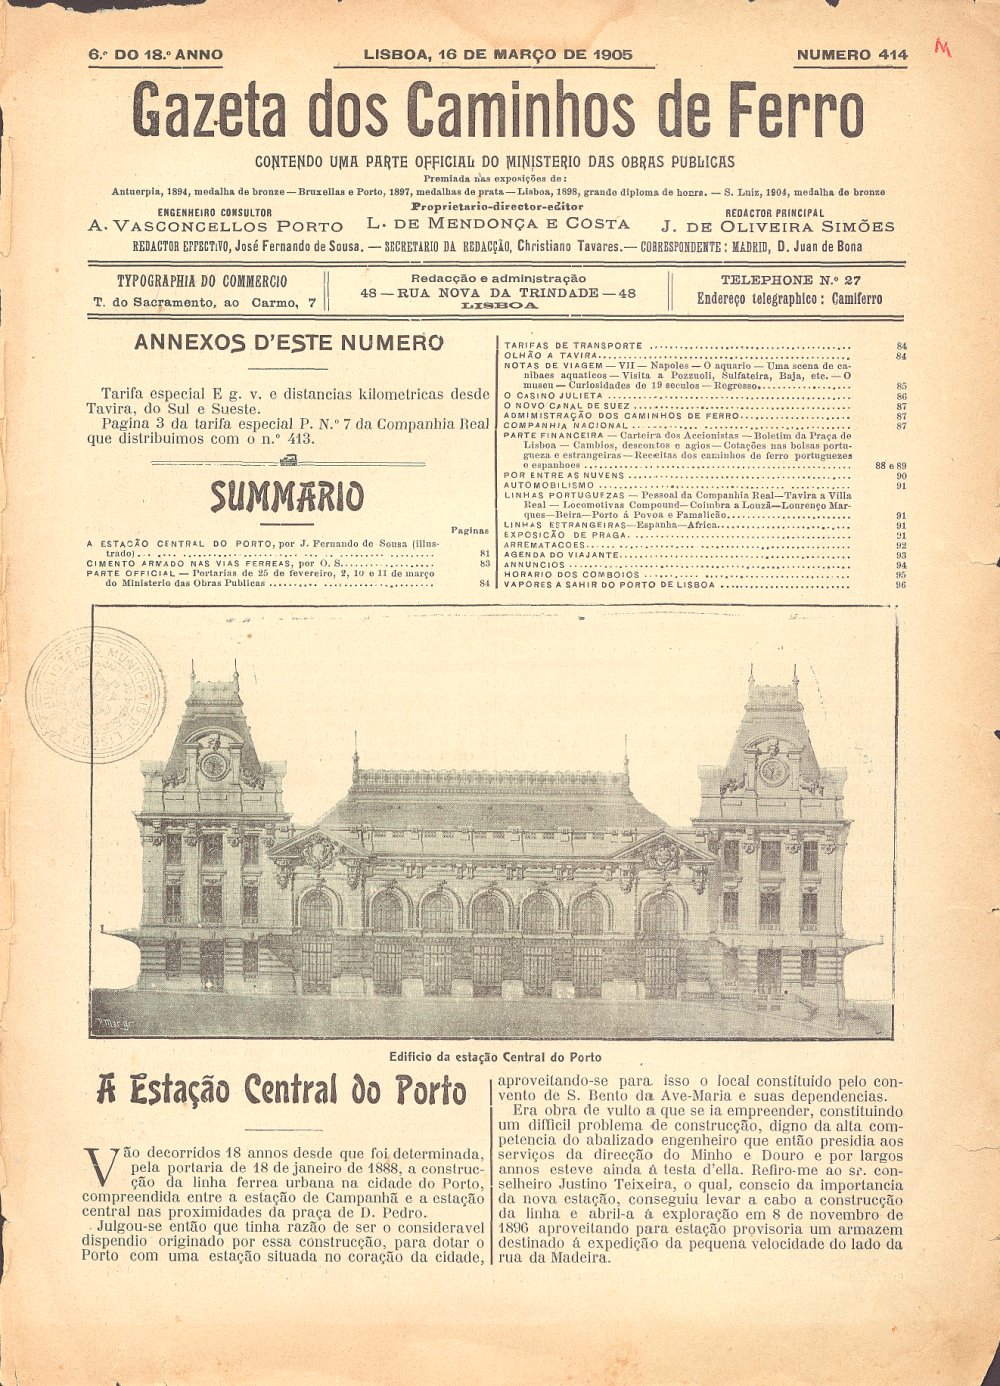 6.º DO 18.º ANNO
LISBOA, 16 DE MARÇO DE 1905
NUMERO 414
M
Gazeta dos Caminhos de Ferro
CONTENDO UMA PARTE OFFICIAL DO MINISTERIO DAS OBRAS PUBLICAS
Premiada nas exposições de:
Antuerpia, 1894, medalha de bronze — Bruxellas e Porto, 1897, medalhas de prata — Lisboa, 1898, grande diploma de honra. — S. Luiz, 1904, medalha de bronze
ENGENHEIRO CONSULTOR
A. VASCONCELLOS PORTO
Proprietario-director-editor
L. DE MENDONÇA E COSTA
REDACTOR PRINCIPAL
J. DE OLIVEIRA SIMÕES
REDACTOR EFFECTIVO, José Fernando de Sousa. — SECRETARIO DA REDACÇÃO, Christiano Tavares. — CORRESPONDENTE: MADRID, D. Juan de Bona
TYPOGRAPHIA DO COMMERCIO
T. do Sacramento, ao Carmo, 7
Redacção e administração
48 — RUA NOVA DA TRINDADE — 48
LISBOA
TELEPHONE N.º 27
Endereço telegraphico: Camiferro
ANNEXOS D'ESTE NUMERO
Tarifa especial E g. v. e distancias kilometricas desde
Tavira, do Sul e Sueste.
Pagina 3 da tarifa especial P. N.º 7 da Companhia Real
que distribuimos com o n.º 413.
SUMMARIO
Paginas
A ESTAÇÃO CENTRAL DO PORTO, por J. Fernando de Sousa (illus-
trado) 81
CIMENTO ARMADO NAS VIAS FERREAS, por O. S. 83
PARTE OFFICIAL — Portarias de 25 de fevereiro, 2, 10 e 11 de março
do Ministerio das Obras Publicas 84
TARIFAS DE TRANSPORTE 84
OLHÃO A TAVIRA 84
NOTAS DE VIAGEM — VII — Napoles — O aquario — Uma scena de ca-
nibaes aquaticos — Visita a Pozzuoli, Sulfateira, Baja, etc. — O
museu — Curiosidades de 19 seculos — Regresso 85
O CASINO JULIETA 86
O NOVO CANAL DE SUEZ 87
ADMIMISTRAÇÃO DOS CAMINHOS DE FERRO 87
COMPANHIA NACIONAL 87
PARTE FINANCEIRA — Carteira dos Accionistas — Boletim da Praça de
Lisboa — Cambios, descontos e agios — Cotações nas bolsas portu-
gueza e estrangeiras — Receitas dos caminhos de ferro portuguezes
e espanhoes 88 e 89
POR ENTRE AS NUVENS 90
AUTOMOBILISMO 91
LINHAS PORTUGUEZAS — Pessoal da Companhia Real — Tavira a Villa
Real — Locomotivas Compound — Coimbra a Louzã — Lourenço Mar-
ques — Beira — Porto á Povoa e Famalicão 91
LINHAS ESTRANGEIRAS — Espanha — Africa 91
EXPOSIÇÃO DE PRAGA 91
ARREMATACOES 92
AGENDA DO VIAJANTE 93
ANNUNCIOS 94
HORARIO DOS COMBOIOS 95
VAPORES A SAHIR DO PORTO DE LISBOA 96
Edificio da estação Central do Porto
A Estação Central do Porto
Vão decorridos 18 annos desde que foi determinada,
pela portaria de 18 de janeiro de 1888, a construc-
ção da linha ferrea urbana na cidade do Porto,
compreendida entre a estação de Campanhã e a estação
central nas proximidades da praça de D. Pedro.
Julgou-se então que tinha razão de ser o consideravel
dispendio originado por essa construcção, para dotar o
Porto com uma estação situada no coração da cidade,
aproveitando-se para isso o local constituido pelo con-
vento de S. Bento da Ave-Maria e suas dependencias.
Era obra de vulto a que se ia empreender, constituindo
um difficil problema de construcção, digno da alta com-
petencia do abalizado engenheiro que então presidia aos
serviços da direcção do Minho e Douro e por largos
annos esteve ainda á testa d'ella. Refiro-me ao sr. con-
selheiro Justino Teixeira, o qual, conscio da importancia
da nova estação, conseguiu levar a cabo a construcção
da linha e abril-a á exploração em 8 de novembro de
1896 aproveitando para estação provisoria um armazem
destinado á expedição da pequena velocidade do lado da
rua da Madeira.